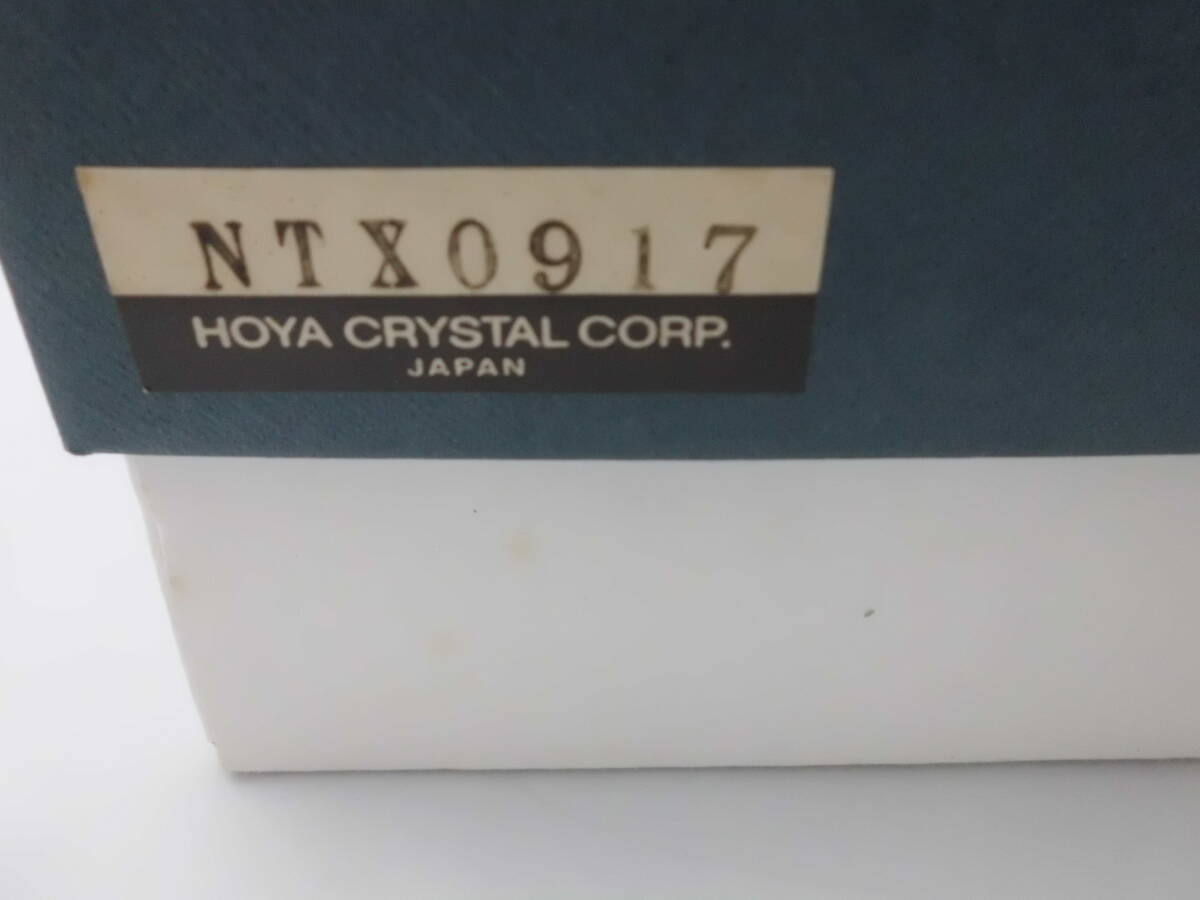 NTX0917
HOYA CRYSTAL CORP.
JAPAN